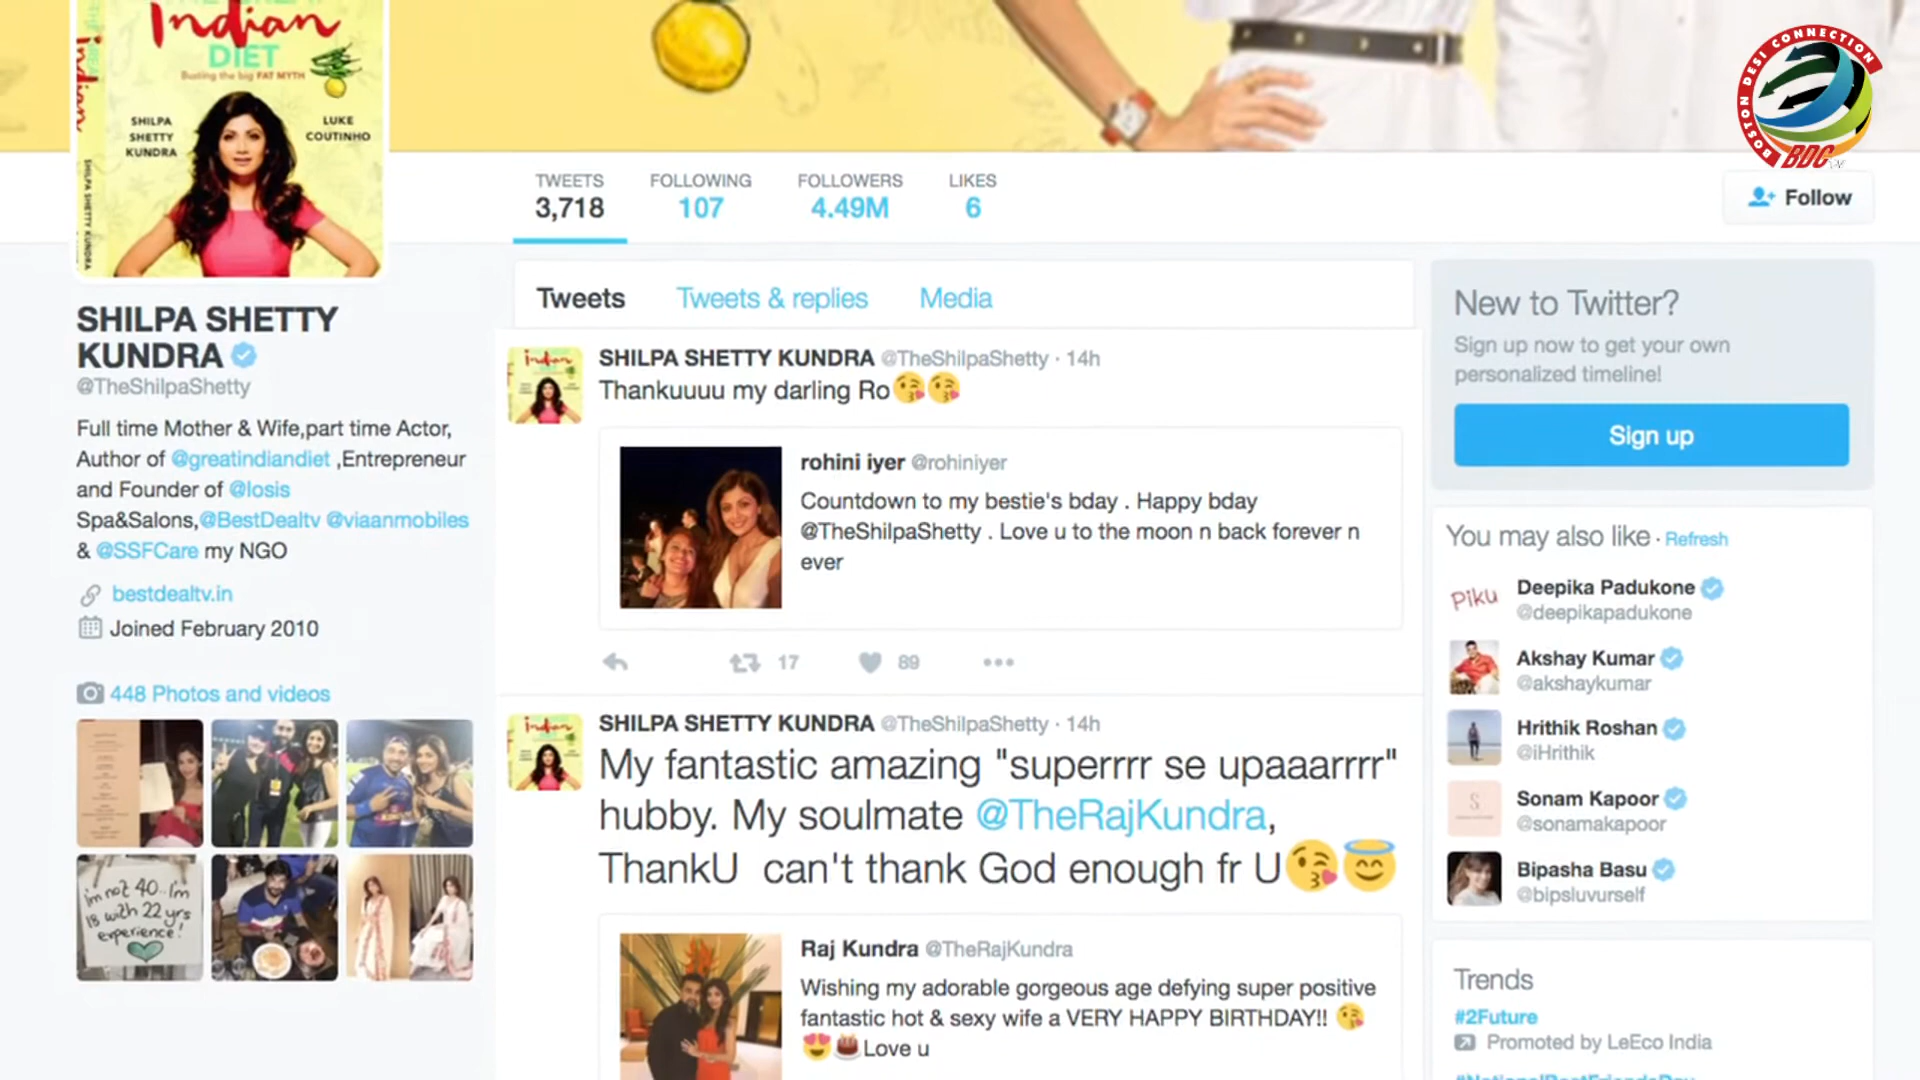 Indian
DIET
Busting the big FAT MYTH
SHILPA
SHETTY
KUNDRA
LUKE
COUTINHO
SHILPA SHETTY KUNDRA
BOSTON DESI CONNECTION
BDC
TWEETS
3,718
FOLLOWING
107
FOLLOWERS
4.49M
LIKES
6
Follow
SHILPA SHETTY
KUNDRA
@TheShilpaShetty
Full time Mother & Wife,part time Actor,
Author of @greatindiandiet ,Entrepreneur
and Founder of @Iosis
Spa&Salons,@BestDealtv @viaanmobiles
& @SSFCare my NGO
bestdealtv.in
Joined February 2010
448 Photos and videos
i'm not 40..I'm
18 with 22 yrs
experience!
Tweets
Tweets & replies
Media
SHILPA SHETTY KUNDRA @TheShilpaShetty · 14h
Thankuuuu my darling Ro😘😘
rohini iyer @rohiniyer
Countdown to my bestie's bday . Happy bday
@TheShilpaShetty . Love u to the moon n back forever n
ever
17
89
SHILPA SHETTY KUNDRA @TheShilpaShetty · 14h
My fantastic amazing "superrrr se upaaarrrr"
hubby. My soulmate @TheRajKundra,
ThankU can't thank God enough fr U😘😇
Raj Kundra @TheRajKundra
Wishing my adorable gorgeous age defying super positive
fantastic hot & sexy wife a VERY HAPPY BIRTHDAY!! 😘
😍🎂Love u
New to Twitter?
Sign up now to get your own
personalized timeline!
Sign up
You may also like · Refresh
Piku
Deepika Padukone
@deepikapadukone
Akshay Kumar
@akshaykumar
Hrithik Roshan
@iHrithik
Sonam Kapoor
@sonamakapoor
Bipasha Basu
@bipsluvurself
Trends
#2Future
Promoted by LeEco India